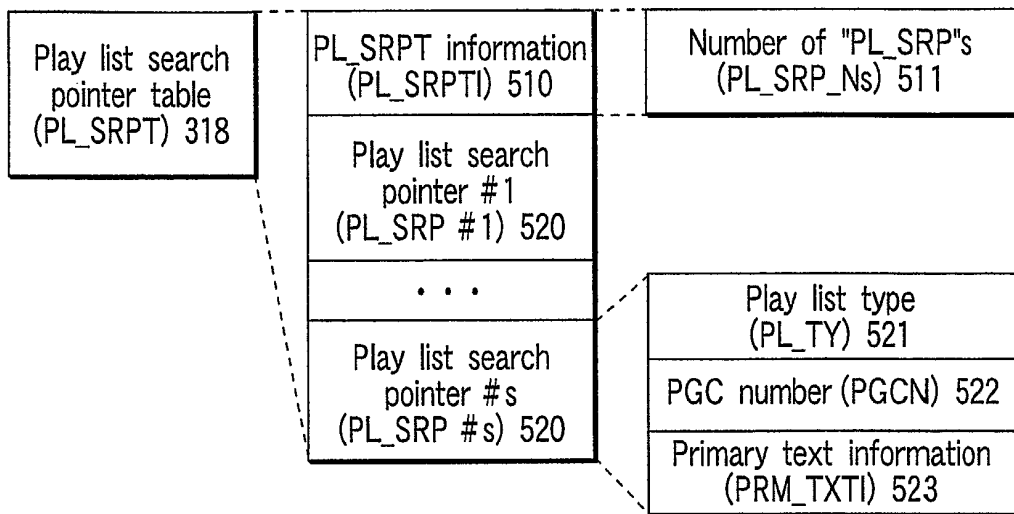 Play list search
pointer table
(PL_SRPT) 318
PL_SRPT information
(PL_SRPTI) 510
Play list search
pointer #1
(PL_SRP #1) 520
• • •
Play list search
pointer #s
(PL_SRP #s) 520
Number of "PL_SRP"s
(PL_SRP_Ns) 511
Play list type
(PL_TY) 521
PGC number (PGCN) 522
Primary text information
(PRM_TXTI) 523